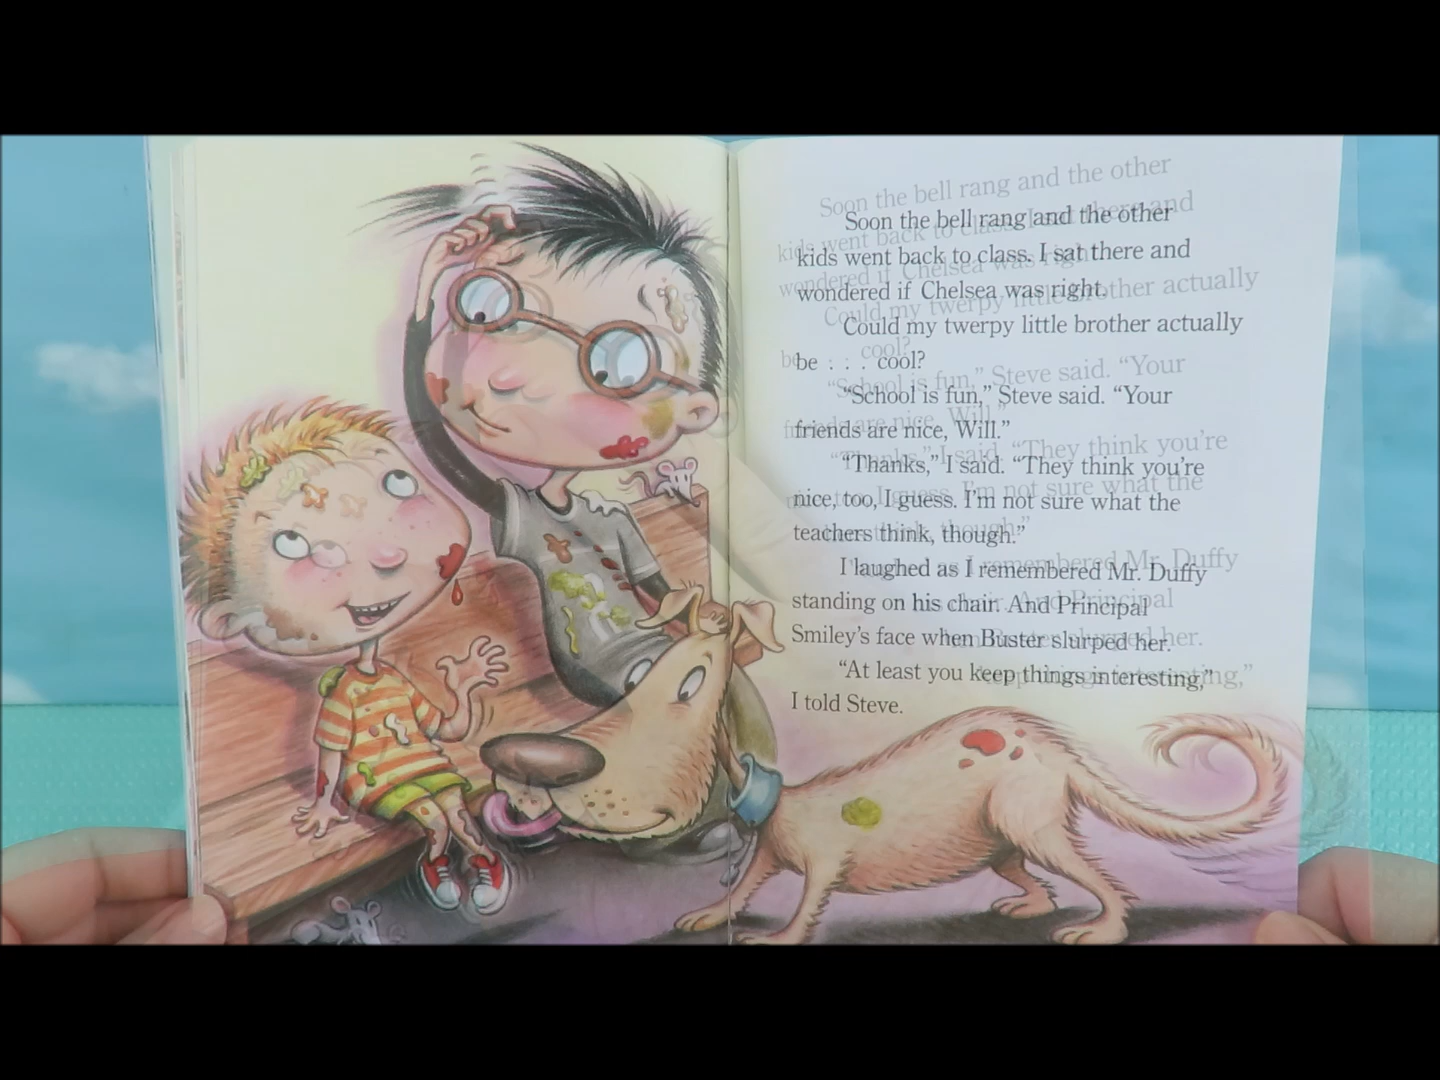 Soon the bell rang and the other
kids went back to class. I sat there and
wondered if Chelsea was right.
Could my twerpy little brother actually
be . . . cool?
“School is fun,” Steve said. “Your
friends are nice, Will.”
“Thanks,” I said. “They think you’re
nice, too, I guess. I’m not sure what the
teachers think, though.”
I laughed as I remembered Mr. Duffy
standing on his chair. And Principal
Smiley’s face when Buster slurped her.
“At least you keep things interesting,”
I told Steve.